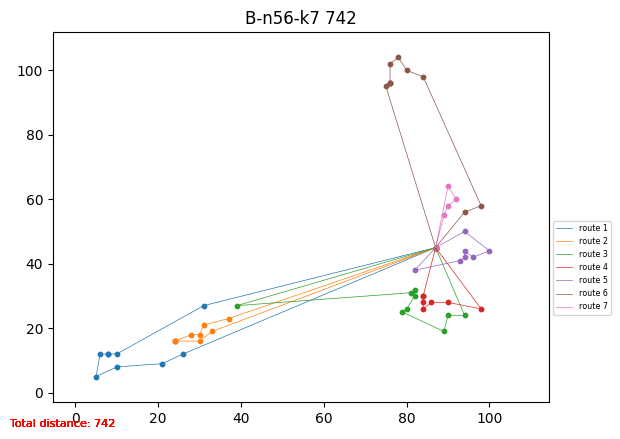 B-n56-k7 742
100
80
60
40
20
0
0
20
40
60
80
100
route 1
route 2
route 3
route 4
route 5
route 6
route 7
Total distance: 742